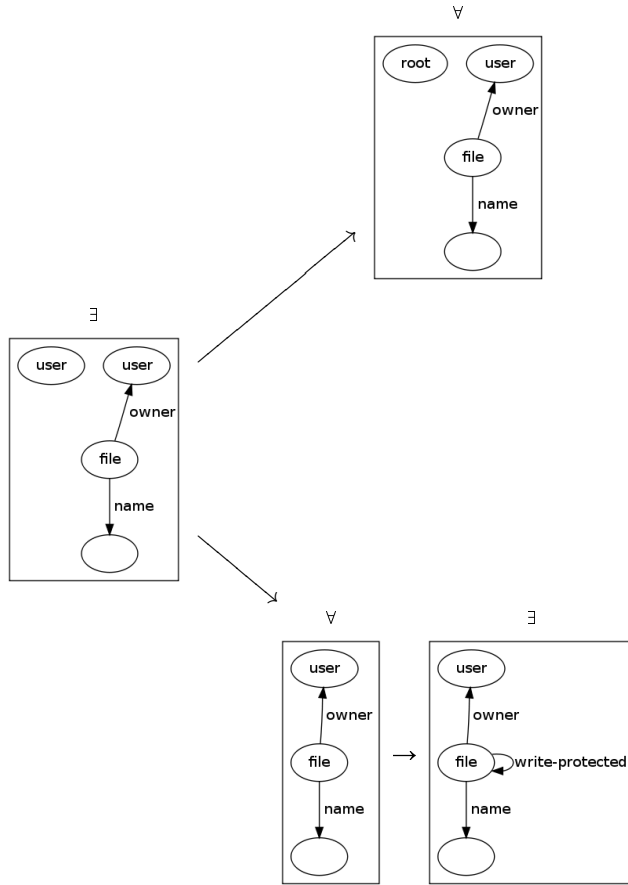 ∀
root user
owner
file
name
∃
user user
owner
file
name
∀ ∃
user user
owner owner
file → file write-protected
name name